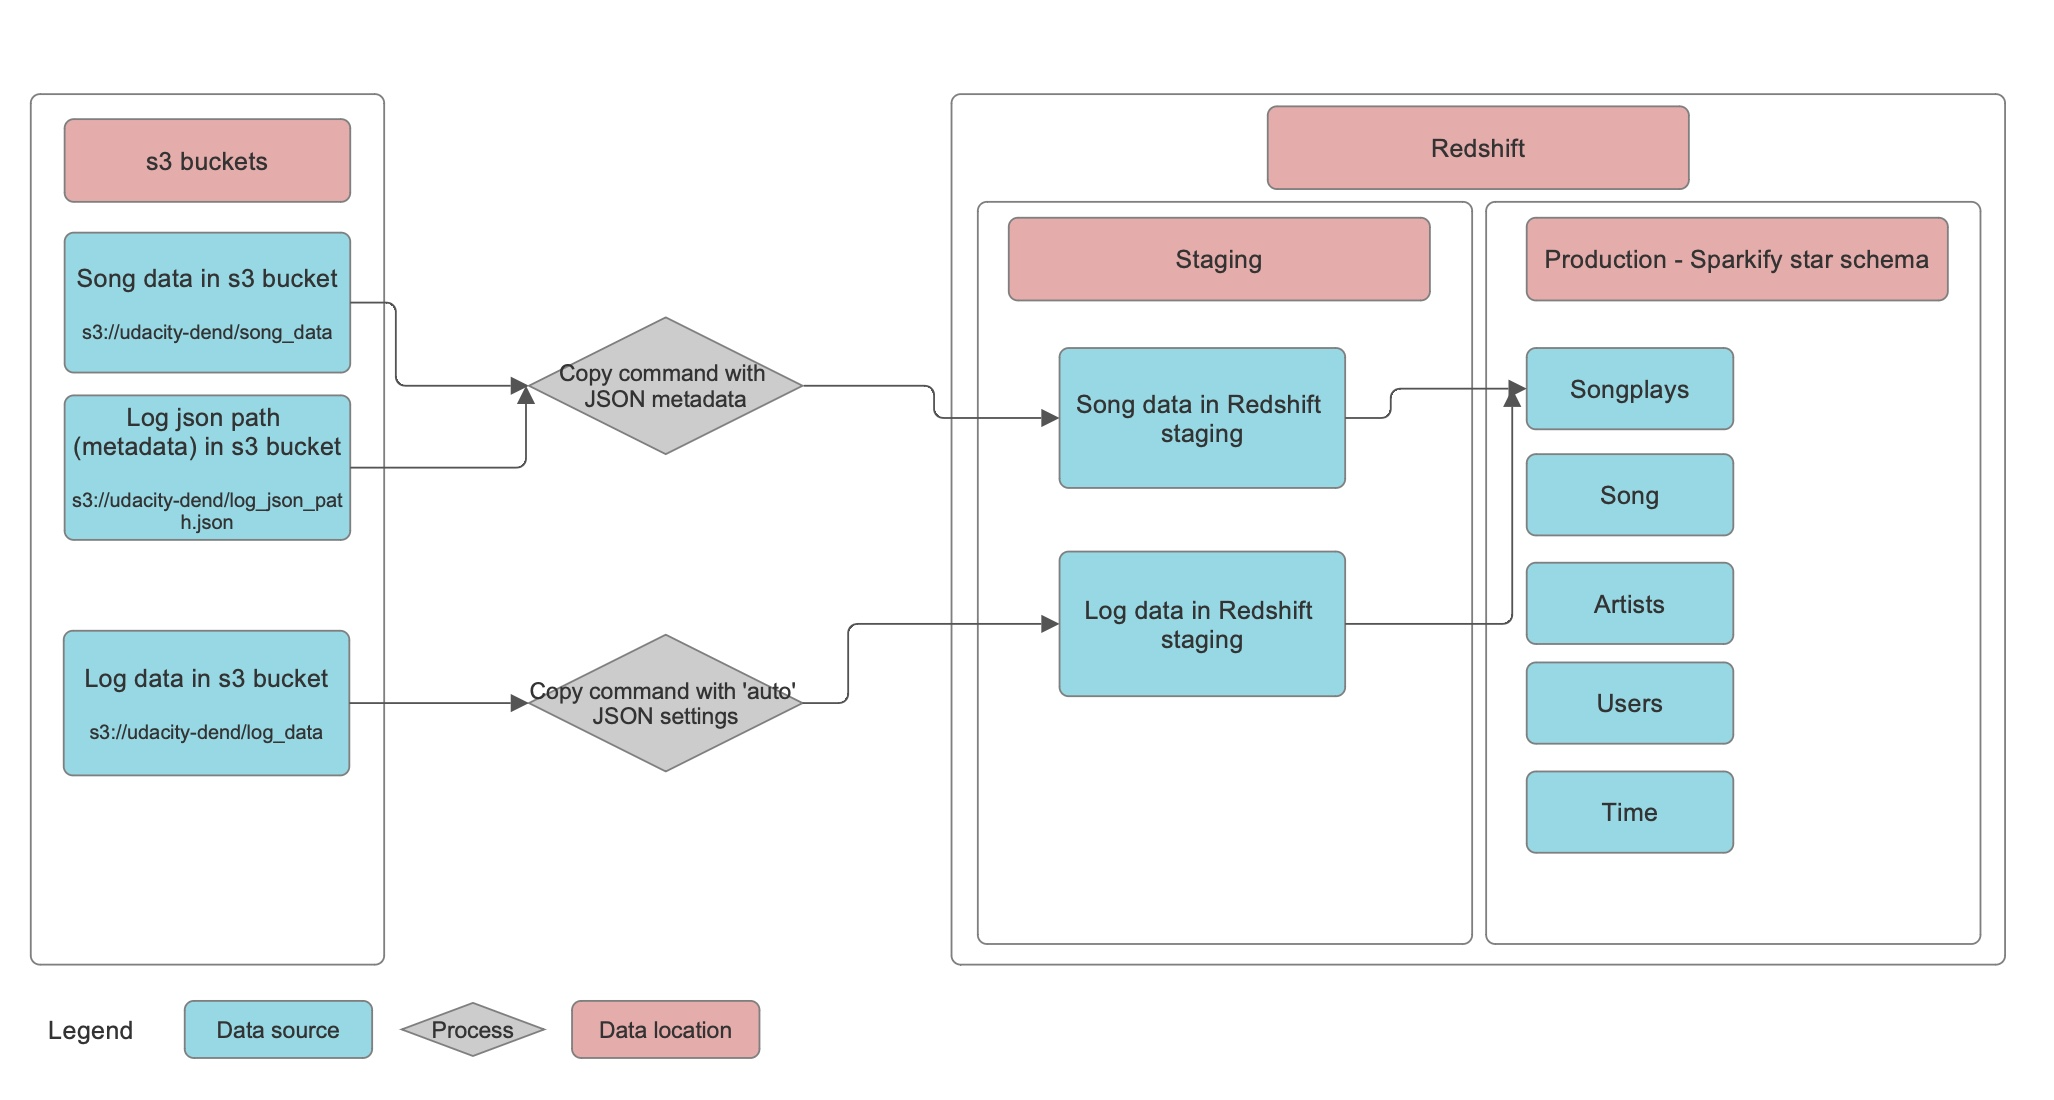 s3 buckets
Song data in s3 bucket
s3://udacity-dend/song_data
Log json path
(metadata) in s3 bucket
s3://udacity-dend/log_json_pat
h.json
Log data in s3 bucket
s3://udacity-dend/log_data
Copy command with
JSON metadata
Copy command with 'auto'
JSON settings
Redshift
Staging
Song data in Redshift
staging
Log data in Redshift
staging
Production - Sparkify star schema
Songplays
Song
Artists
Users
Time
Legend
Data source
Process
Data location